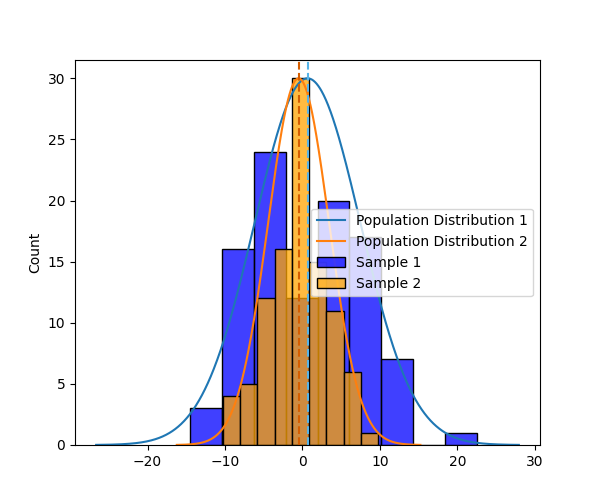 30
25
20
15
10
5
0
Count
Population Distribution 1
Population Distribution 2
Sample 1
Sample 2
−20 −10 0 10 20 30